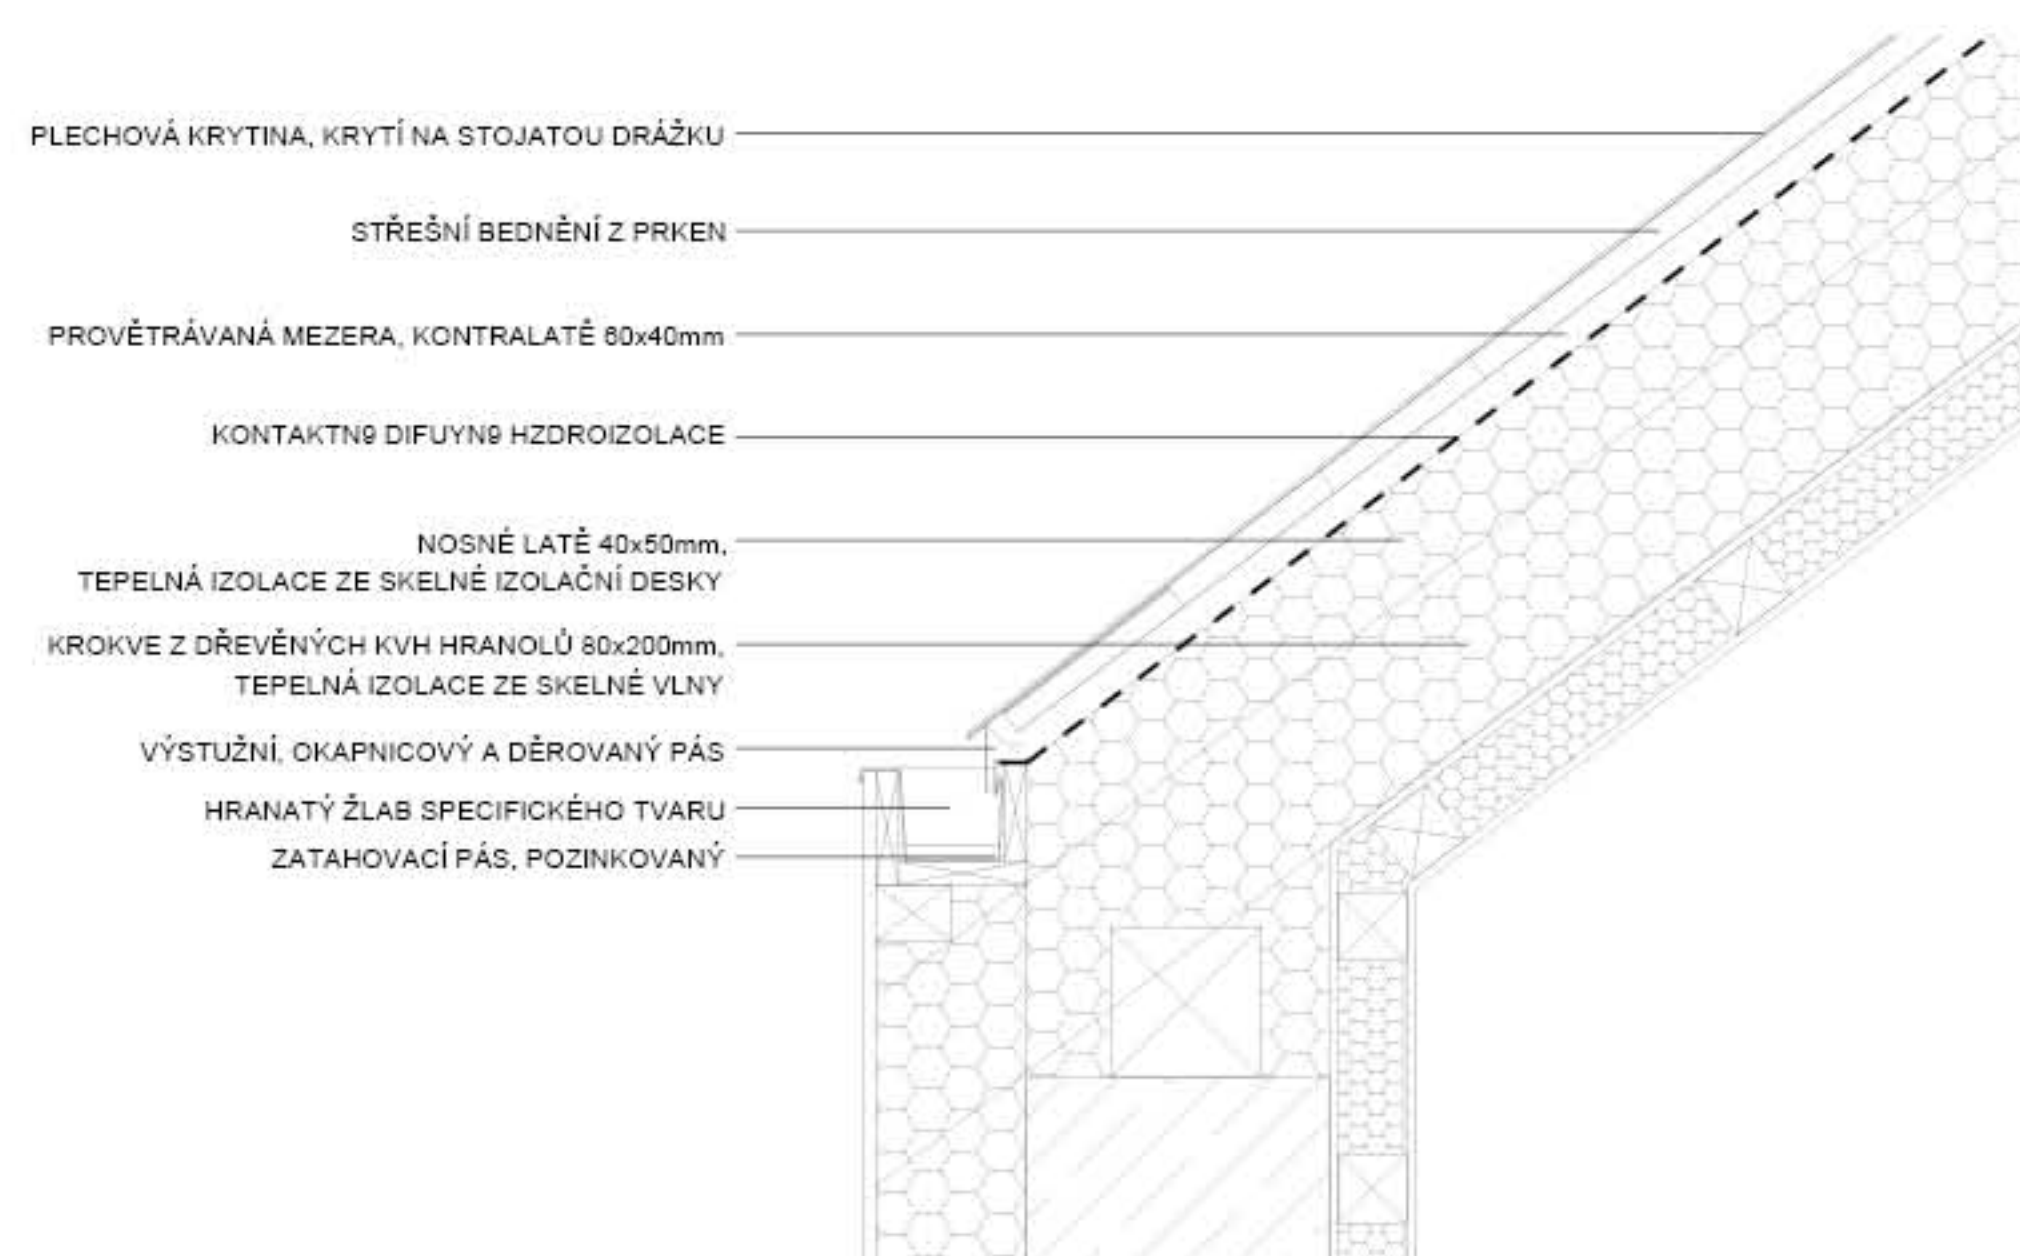 PLECHOVÁ KRYTINA, KRYTÍ NA STOJATOU DRÁŽKU
STŘEŠNÍ BEDNĚNÍ Z PRKEN
PROVĚTRÁVANÁ MEZERA, KONTRALATĚ 60x40mm
KONTAKTN9 DIFUYN9 HZDROIZOLACE
NOSNÉ LATĚ 40x50mm,
TEPELNÁ IZOLACE ZE SKELNÉ IZOLAČNÍ DESKY
KROKVE Z DŘEVĚNÝCH KVH HRANOLŮ 80x200mm,
TEPELNÁ IZOLACE ZE SKELNÉ VLNY
VÝSTUŽNÍ, OKAPNICOVÝ A DĚROVANÝ PÁS
HRANATÝ ŽLAB SPECIFICKÉHO TVARU
ZATAHOVACÍ PÁS, POZINKOVANÝ